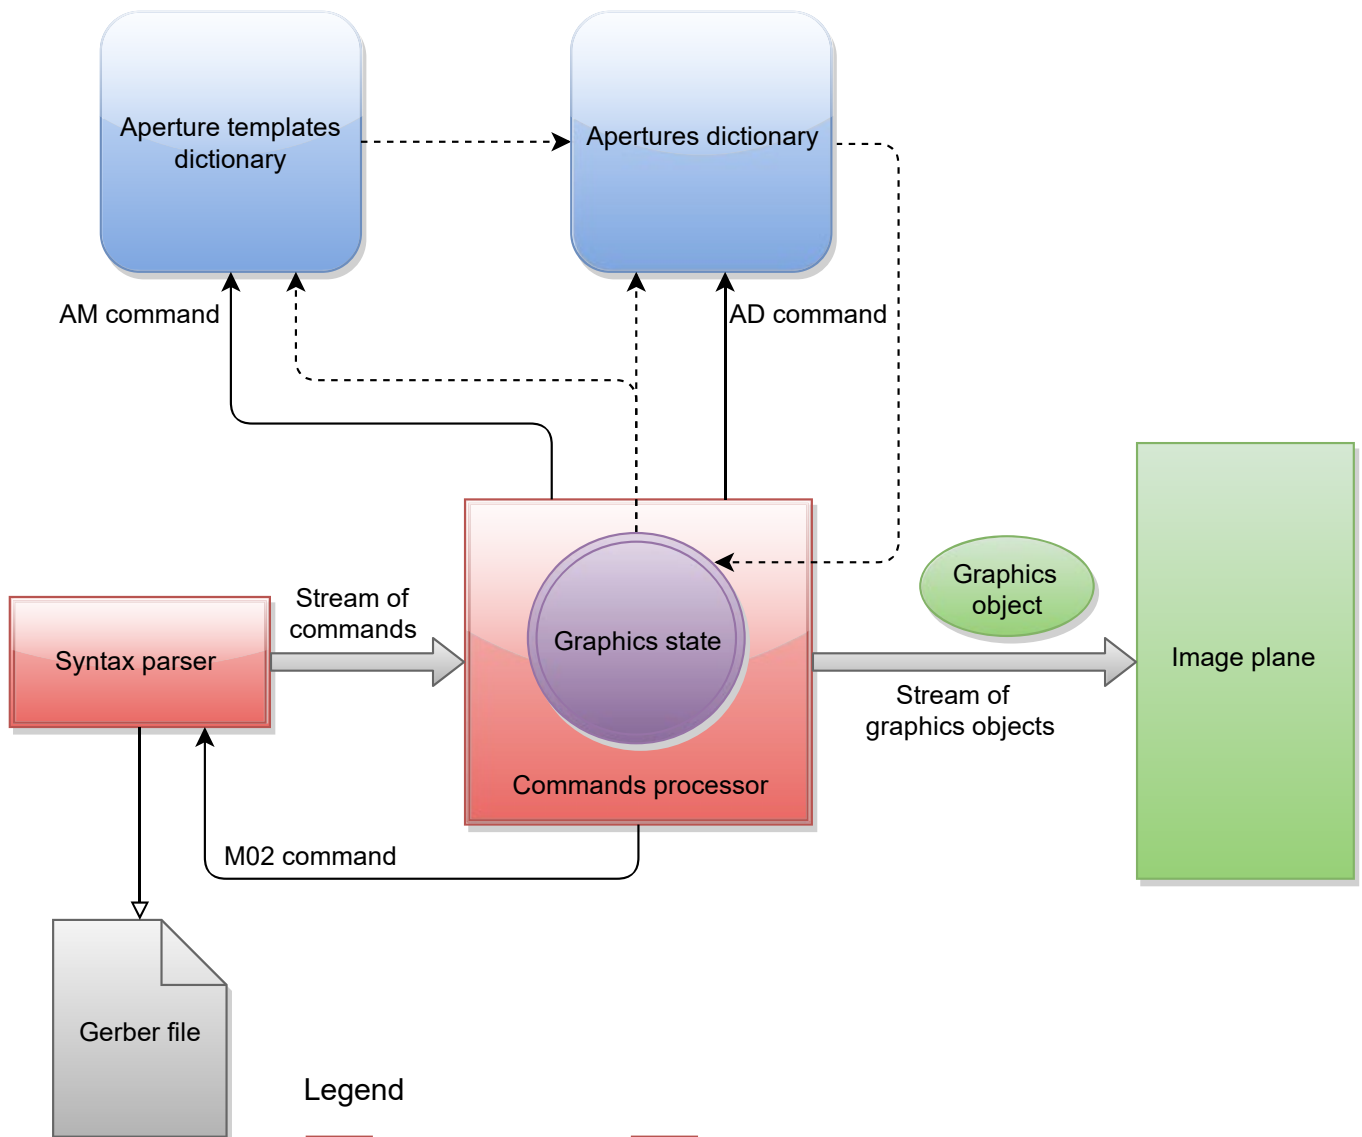 Aperture templates
dictionary
Apertures dictionary
AM command
AD command
Stream of
commands
Graphics
object
Syntax parser
Graphics state
Image plane
Stream of
graphics objects
Commands processor
M02 command
Gerber file
Legend